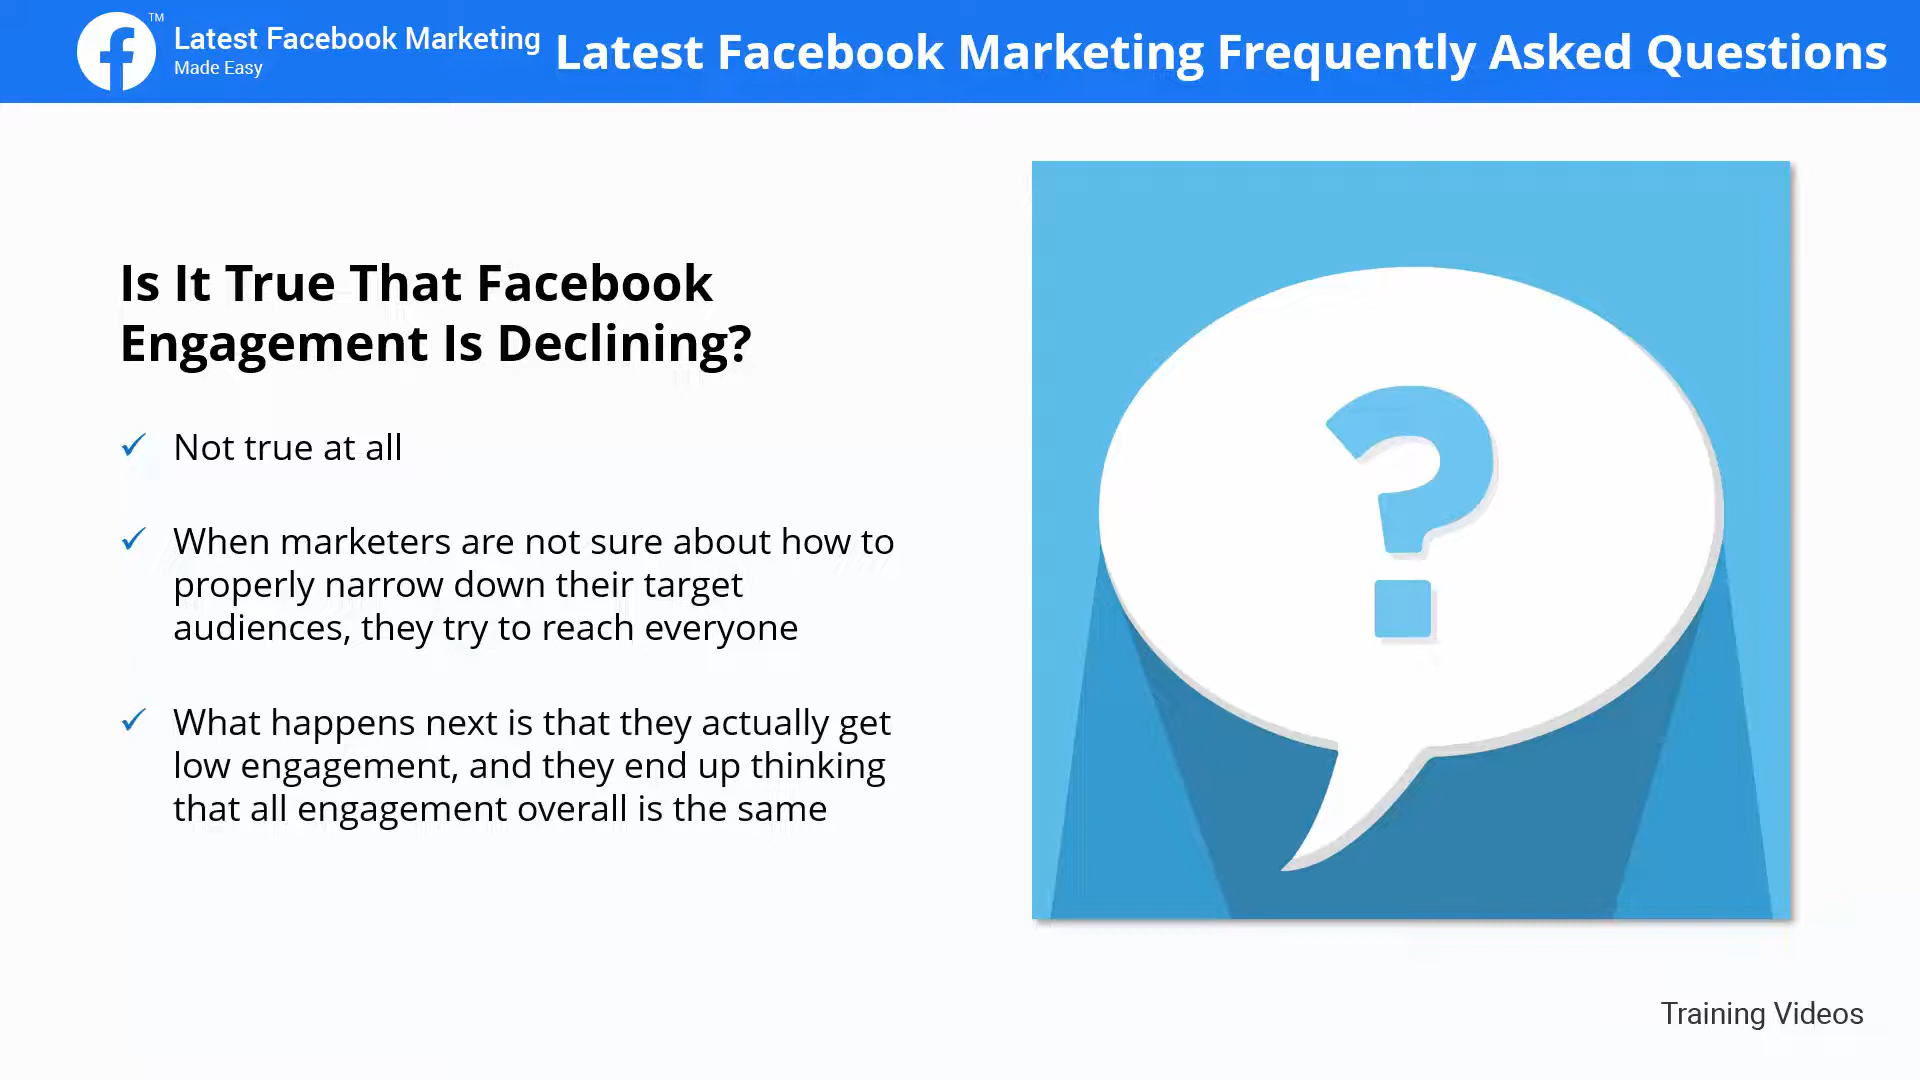 Latest Facebook Marketing
TM
Made Easy
Latest Facebook Marketing Frequently Asked Questions
Is It True That Facebook
Engagement Is Declining?
Not true at all
When marketers are not sure about how to
properly narrow down their target
audiences, they try to reach everyone
What happens next is that they actually get
low engagement, and they end up thinking
that all engagement overall is the same
?
Training Videos